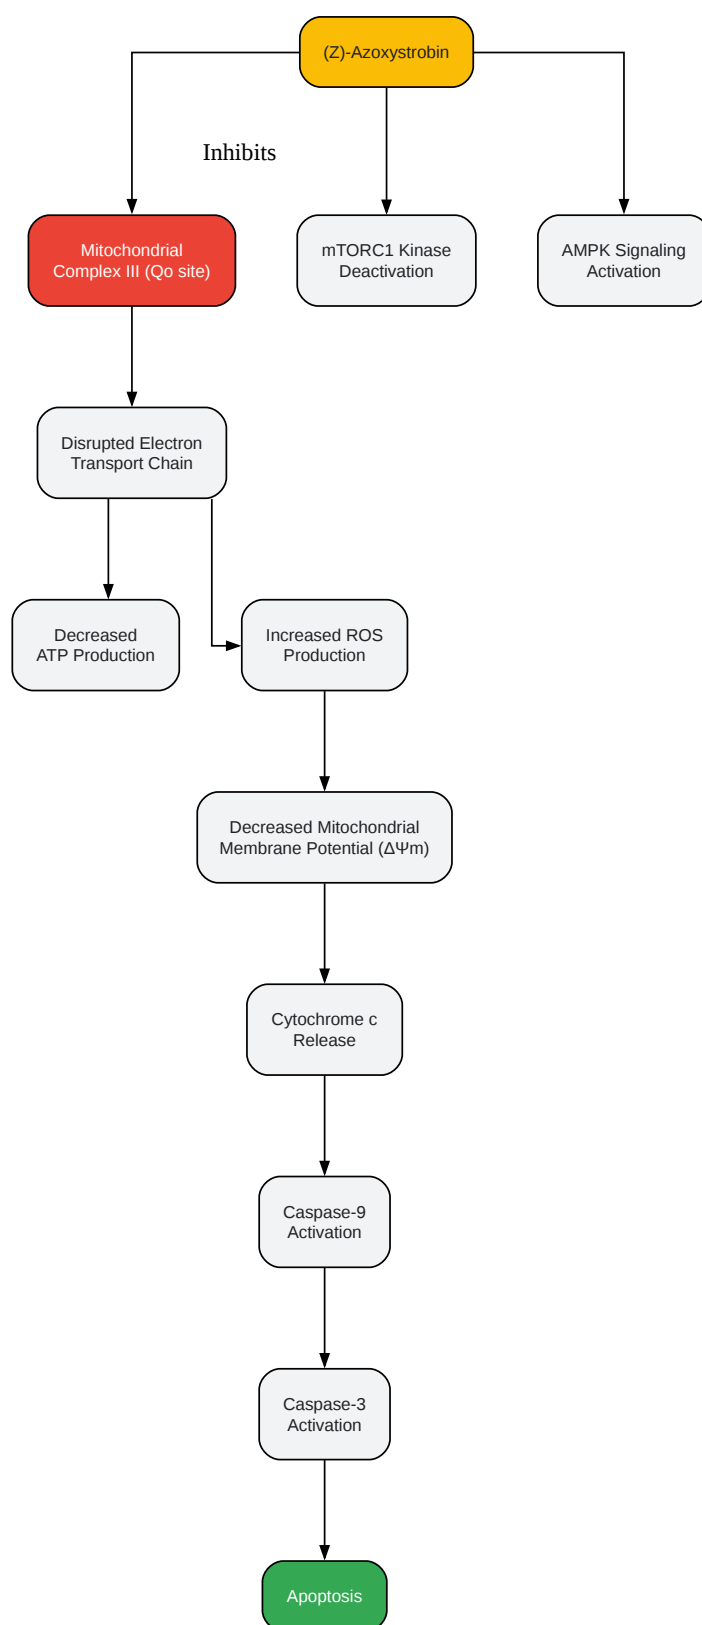 (Z)-Azoxystrobin
Inhibits
Mitochondrial
Complex III (Qo site)
mTORC1 Kinase
Deactivation
AMPK Signaling
Activation
Disrupted Electron
Transport Chain
Decreased
ATP Production
Increased ROS
Production
Decreased Mitochondrial
Membrane Potential (ΔΨm)
Cytochrome c
Release
Caspase-9
Activation
Caspase-3
Activation
Apoptosis